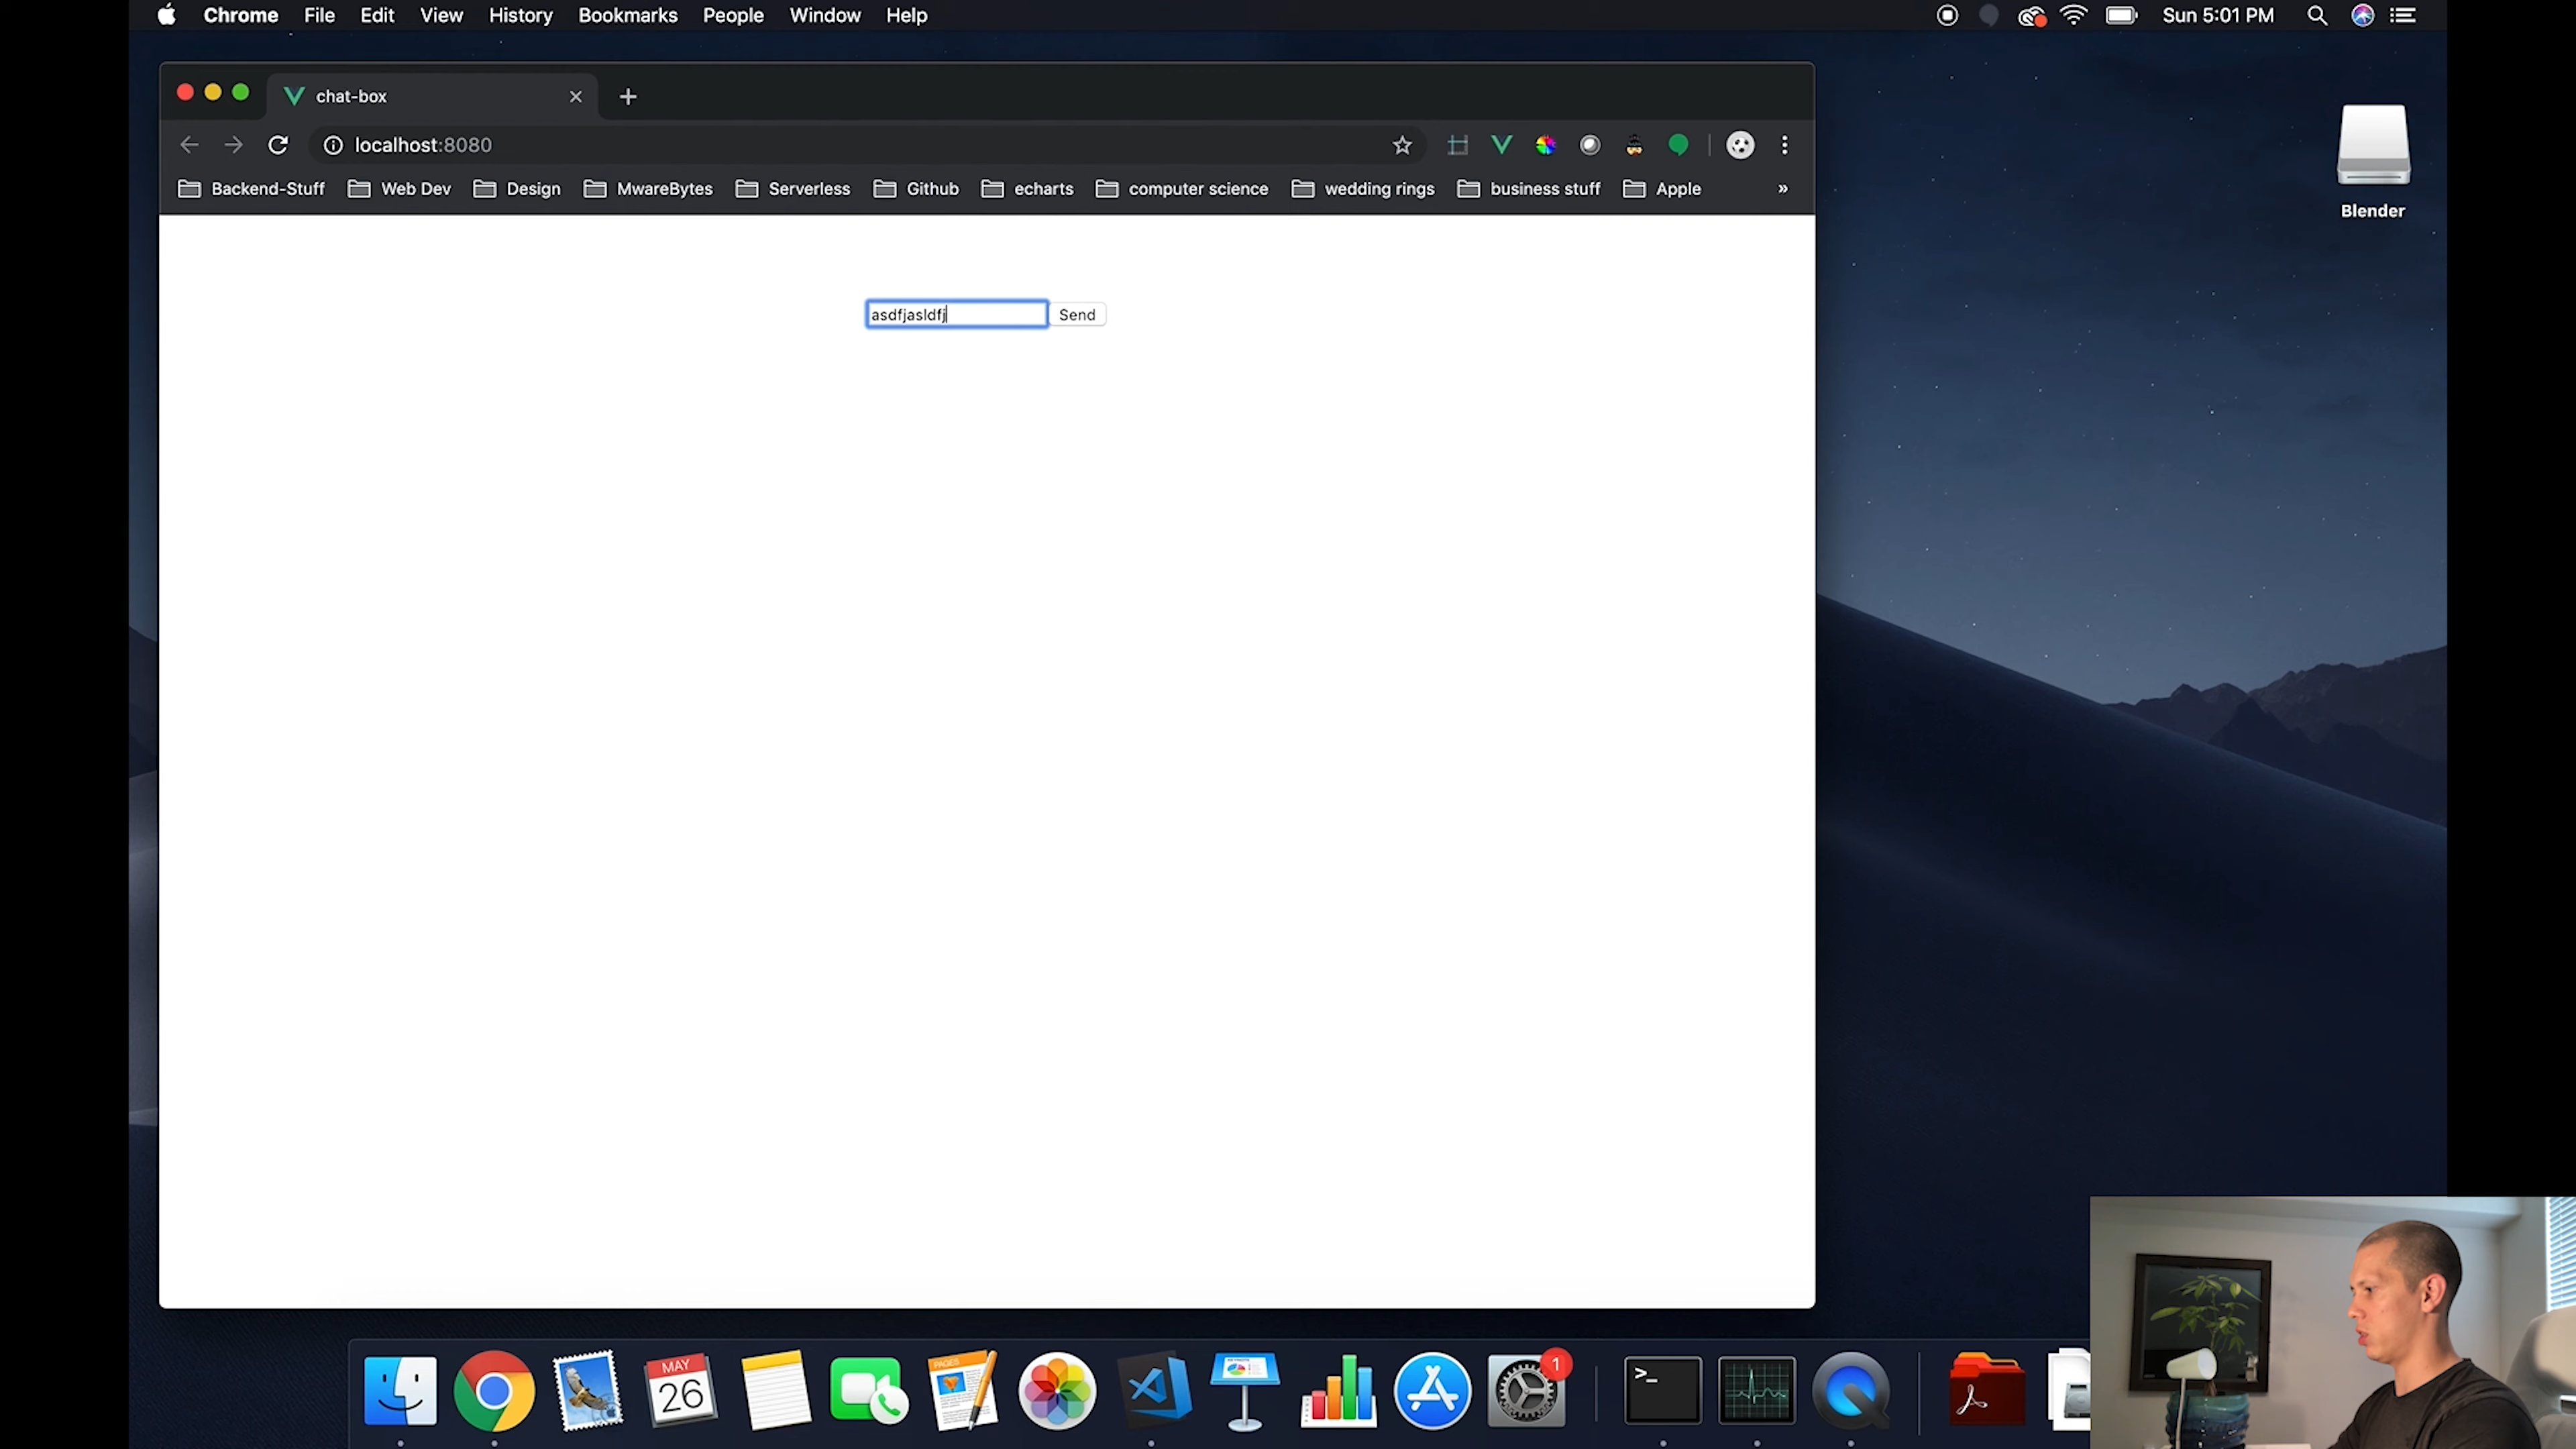 Chrome File Edit View History Bookmarks People Window Help Sun 5:01 PM
chat-box
localhost:8080
Backend-Stuff Web Dev Design MwareBytes Serverless Github echarts computer science wedding rings business stuff Apple »
Blender
asdfjasldfj Send
MAY
26
PAGES
1
>_